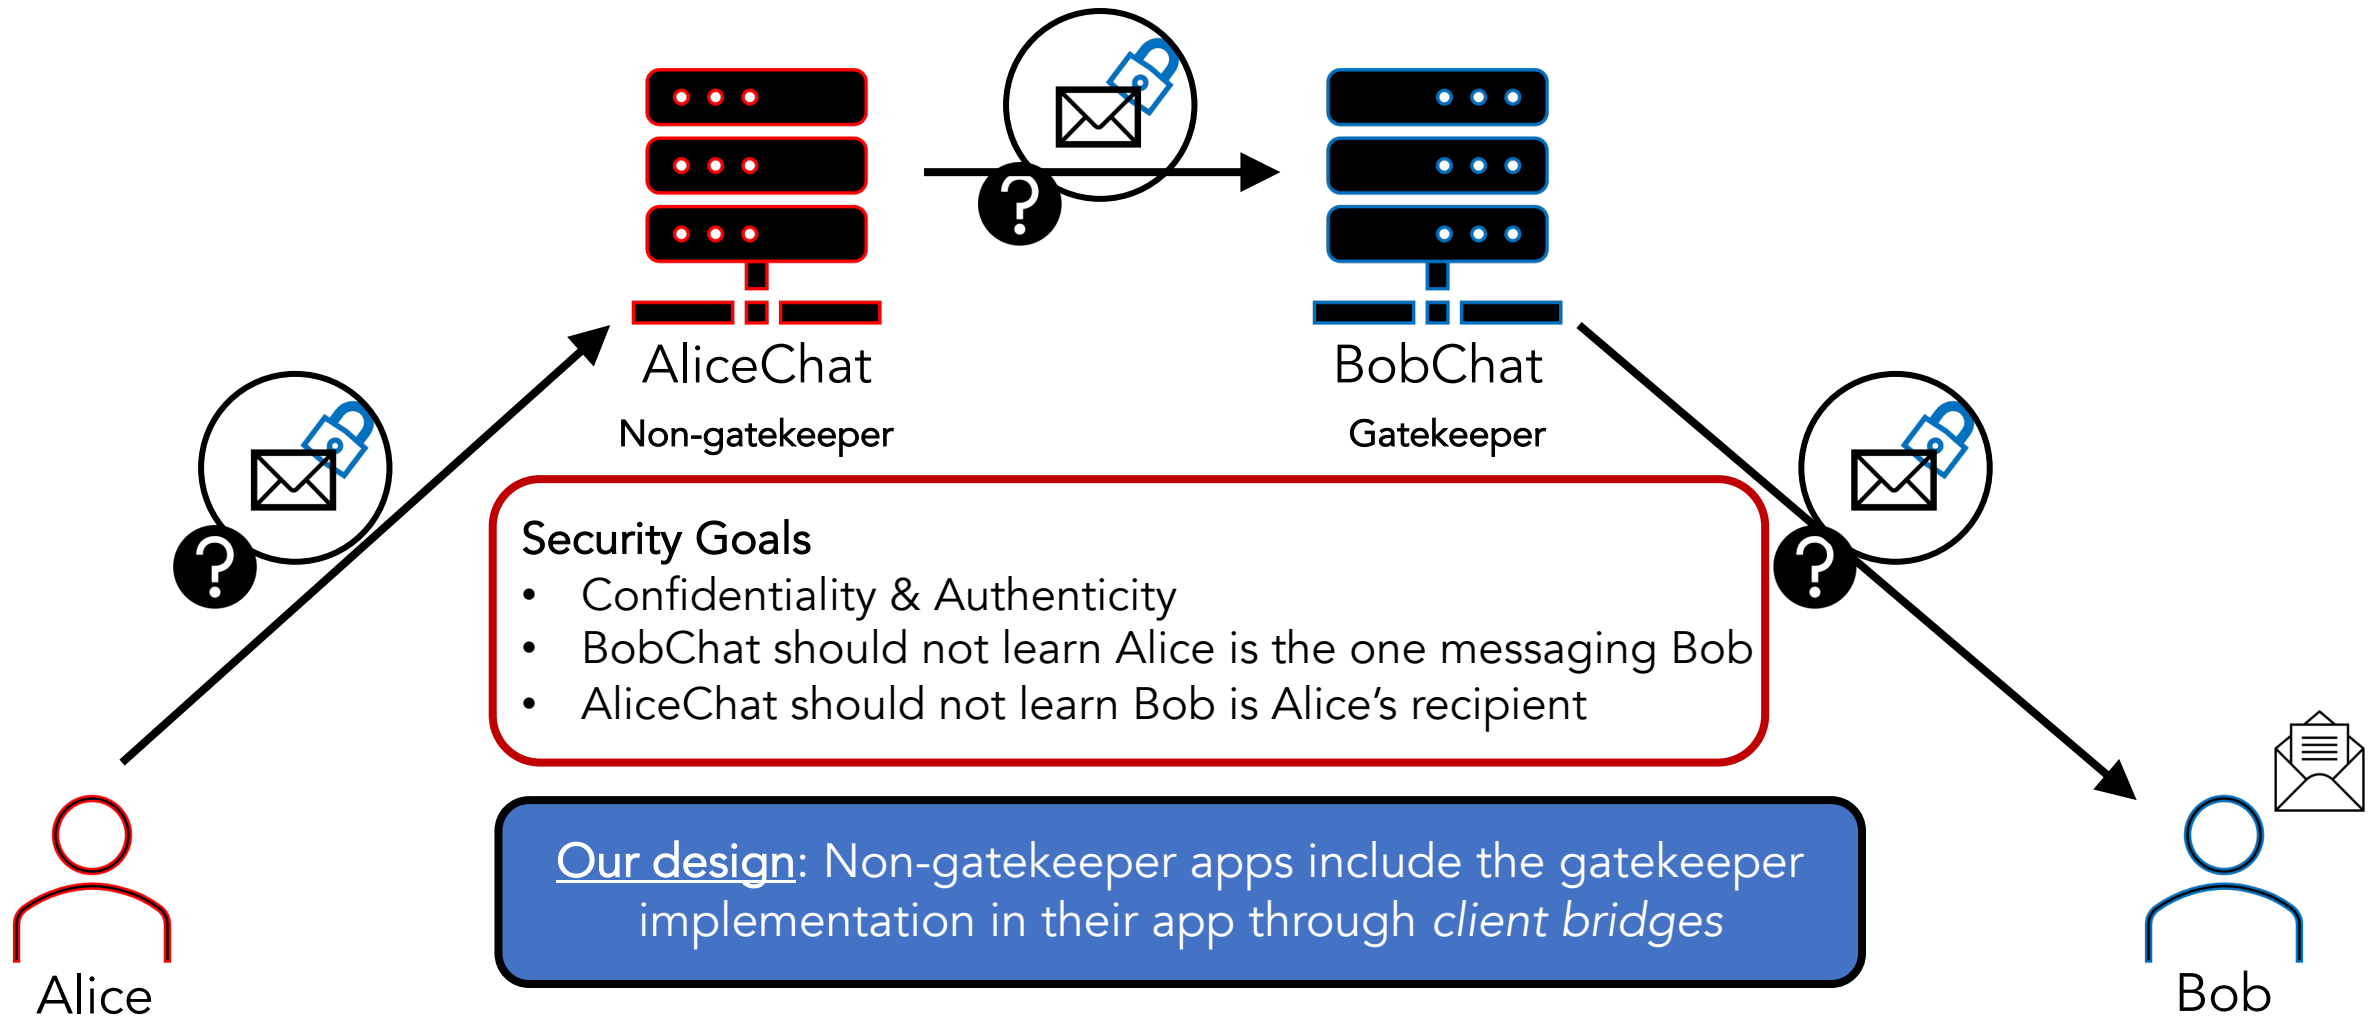 AliceChat
Non-gatekeeper
BobChat
Gatekeeper
?
?
?
Security Goals
• Confidentiality & Authenticity
• BobChat should not learn Alice is the one messaging Bob
• AliceChat should not learn Bob is Alice’s recipient
Our design: Non-gatekeeper apps include the gatekeeper
implementation in their app through client bridges
Alice
Bob